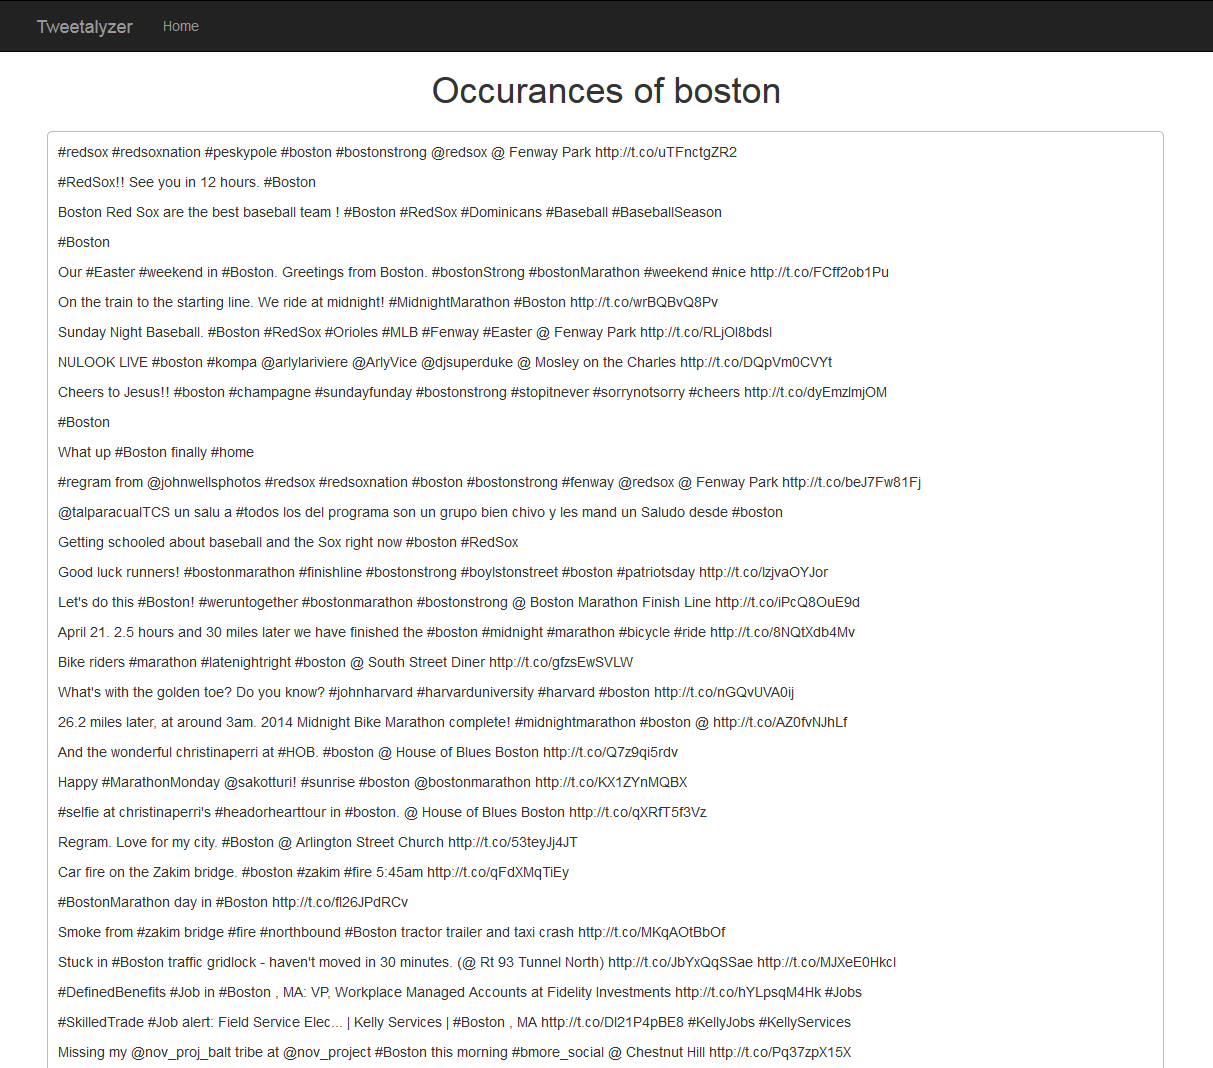 Tweetalyzer Home
Occurances of boston
#redsox #redsoxnation #peskypole #boston #bostonstrong @redsox @ Fenway Park http://t.co/uTFnctgZR2
#RedSox!! See you in 12 hours. #Boston
Boston Red Sox are the best baseball team ! #Boston #RedSox #Dominicans #Baseball #BaseballSeason
#Boston
Our #Easter #weekend in #Boston. Greetings from Boston. #bostonStrong #bostonMarathon #weekend #nice http://t.co/FCff2ob1Pu
On the train to the starting line. We ride at midnight! #MidnightMarathon #Boston http://t.co/wrBQBvQ8Pv
Sunday Night Baseball. #Boston #RedSox #Orioles #MLB #Fenway #Easter @ Fenway Park http://t.co/RLjOl8bdsl
NULOOK LIVE #boston #kompa @arlylariviere @ArlyVice @djsuperduke @ Mosley on the Charles http://t.co/DQpVm0CVYt
Cheers to Jesus!! #boston #champagne #sundayfunday #bostonstrong #stopitnever #sorrynotsorry #cheers http://t.co/dyEmzlmjOM
#Boston
What up #Boston finally #home
#regram from @johnwellsphotos #redsox #redsoxnation #boston #bostonstrong #fenway @redsox @ Fenway Park http://t.co/beJ7Fw81Fj
@talparacualTCS un salu a #todos los del programa son un grupo bien chivo y les mand un Saludo desde #boston
Getting schooled about baseball and the Sox right now #boston #RedSox
Good luck runners! #bostonmarathon #finishline #bostonstrong #boylstonstreet #boston #patriotsday http://t.co/lzjvaOYJor
Let's do this #Boston! #weruntogether #bostonmarathon #bostonstrong @ Boston Marathon Finish Line http://t.co/iPcQ8OuE9d
April 21. 2.5 hours and 30 miles later we have finished the #boston #midnight #marathon #bicycle #ride http://t.co/8NQtXdb4Mv
Bike riders #marathon #latenightright #boston @ South Street Diner http://t.co/gfzsEwSVLW
What's with the golden toe? Do you know? #johnharvard #harvarduniversity #harvard #boston http://t.co/nGQvUVA0ij
26.2 miles later, at around 3am. 2014 Midnight Bike Marathon complete! #midnightmarathon #boston @ http://t.co/AZ0fvNJhLf
And the wonderful christinaperri at #HOB. #boston @ House of Blues Boston http://t.co/Q7z9qi5rdv
Happy #MarathonMonday @sakotturi! #sunrise #boston @bostonmarathon http://t.co/KX1ZYnMQBX
#selfie at christinaperri's #headorhearttour in #boston. @ House of Blues Boston http://t.co/qXRfT5f3Vz
Regram. Love for my city. #Boston @ Arlington Street Church http://t.co/53teyJj4JT
Car fire on the Zakim bridge. #boston #zakim #fire 5:45am http://t.co/qFdXMqTiEy
#BostonMarathon day in #Boston http://t.co/fl26JPdRCv
Smoke from #zakim bridge #fire #northbound #Boston tractor trailer and taxi crash http://t.co/MKqAOtBbOf
Stuck in #Boston traffic gridlock - haven't moved in 30 minutes. (@ Rt 93 Tunnel North) http://t.co/JbYxQqSSae http://t.co/MJXeE0Hkcl
#DefinedBenefits #Job in #Boston , MA: VP, Workplace Managed Accounts at Fidelity Investments http://t.co/hYLpsqM4Hk #Jobs
#SkilledTrade #Job alert: Field Service Elec... | Kelly Services | #Boston , MA http://t.co/Dl21P4pBE8 #KellyJobs #KellyServices
Missing my @nov_proj_balt tribe at @nov_project #Boston this morning #bmore_social @ Chestnut Hill http://t.co/Pq37zpX15X